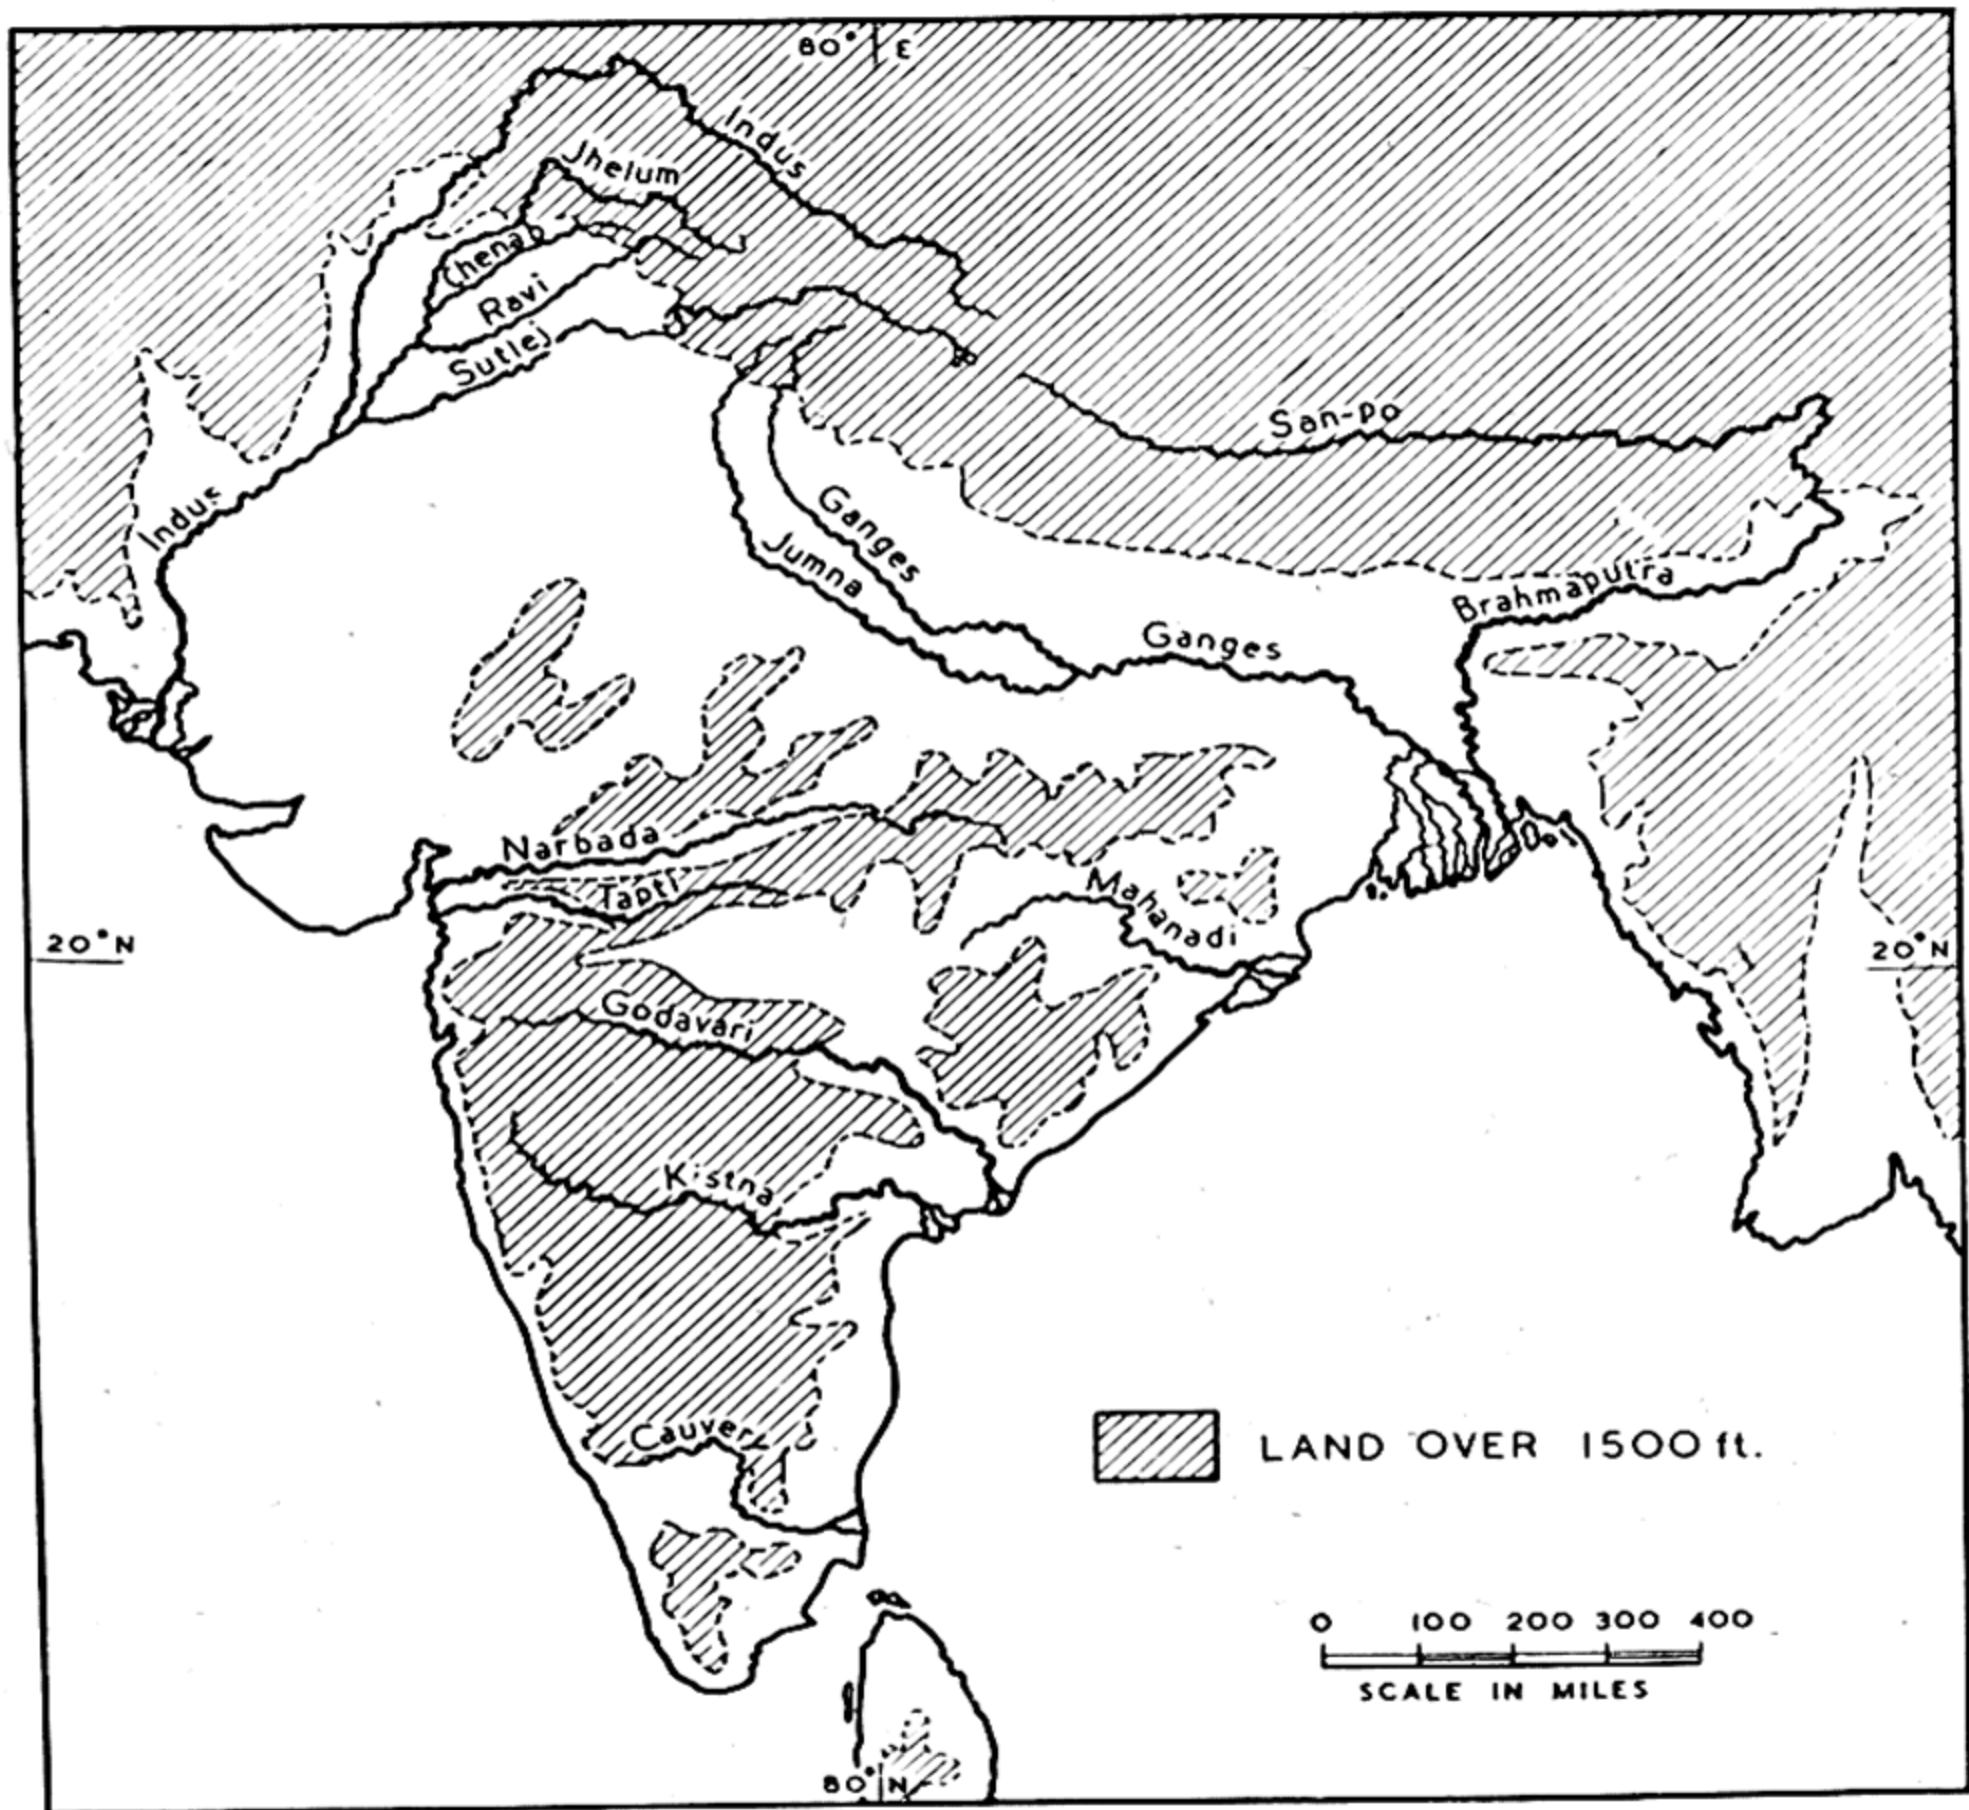 80° E
Indus
Jhelum
Chenab
Ravi
Sutlej
San-po
Indus
Ganges
Jumna
Brahmaputra
Ganges
Narbada
Tapti
Mahanadi
20° N
20° N
Godavari
Kistna
Cauvery
LAND OVER 1500 ft.
0 100 200 300 400
SCALE IN MILES
80° N